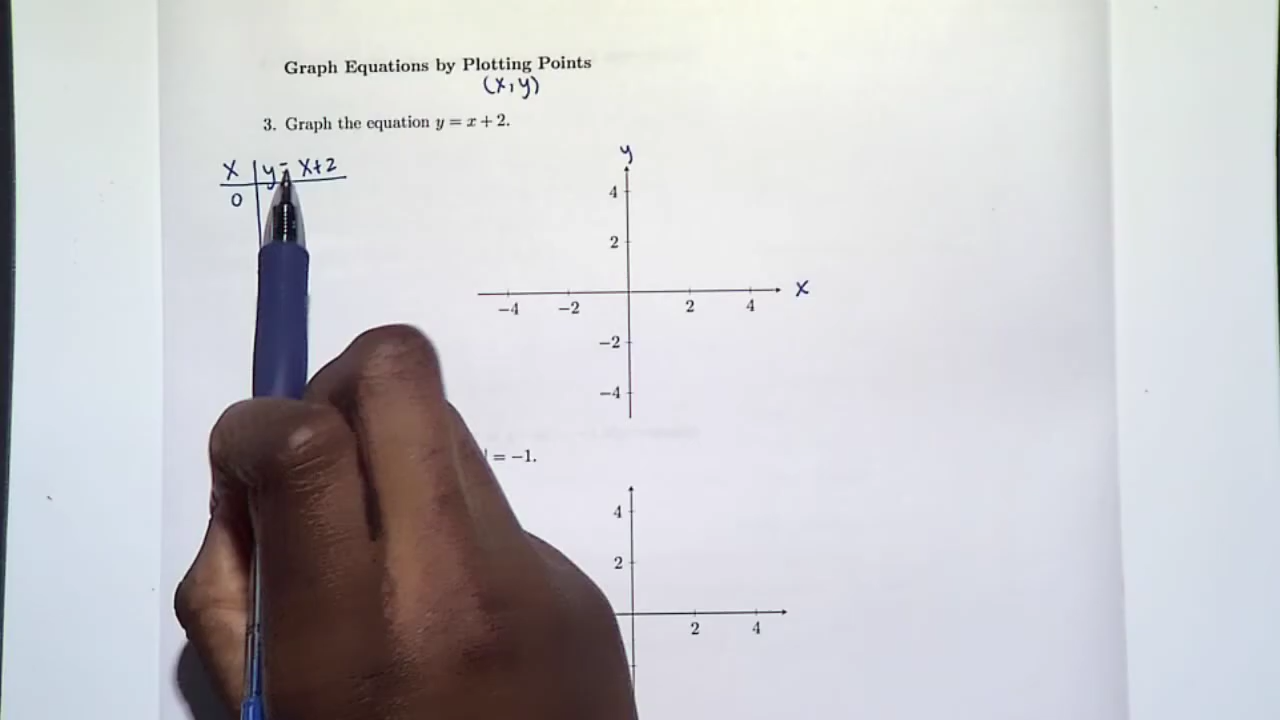 Graph Equations by Plotting Points
(x, y)
3. Graph the equation y = x + 2.
x y = x+2
0
y
4
2
−4 −2 2 4 x
−2
−4
= −1.
4
2
2 4